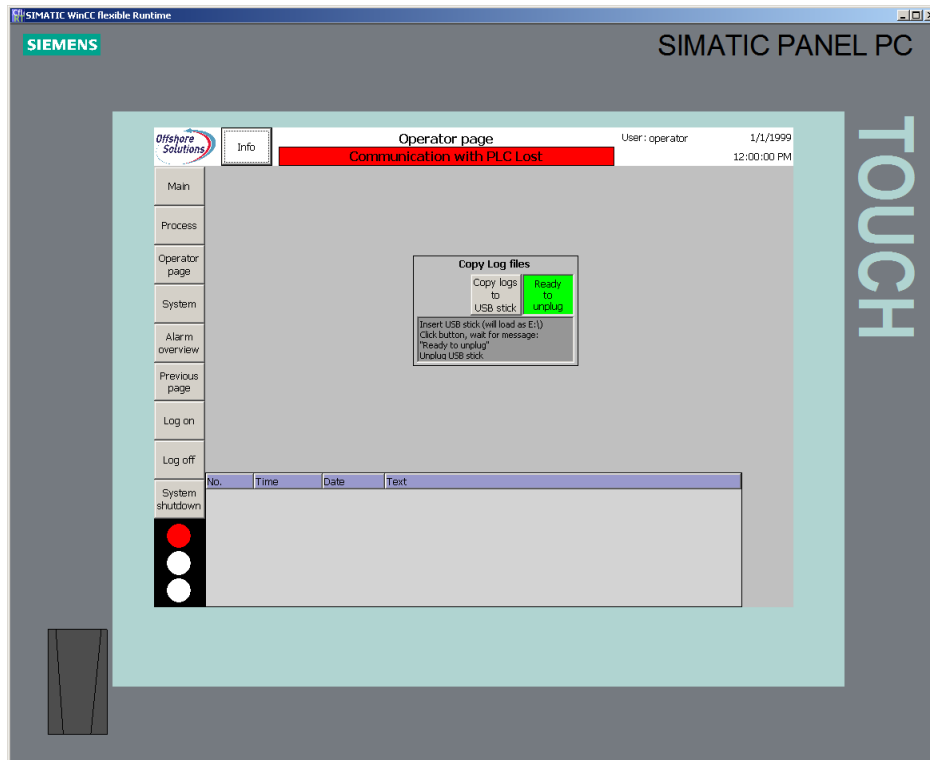 SIMATIC WinCC flexible Runtime
SIEMENS
SIMATIC PANEL PC
TOUCH
Offshore
Solutions
Info
Operator page
Communication with PLC Lost
User: operator
1/1/1999
12:00:00 PM
Main
Process
Operator
page
System
Alarm
overview
Previous
page
Log on
Log off
System
shutdown
Copy Log files
Copy logs
to
USB stick
Ready
to
unplug
Insert USB stick (will load as E:\)
Click button, wait for message:
"Ready to unplug"
Unplug USB stick
No. Time Date Text